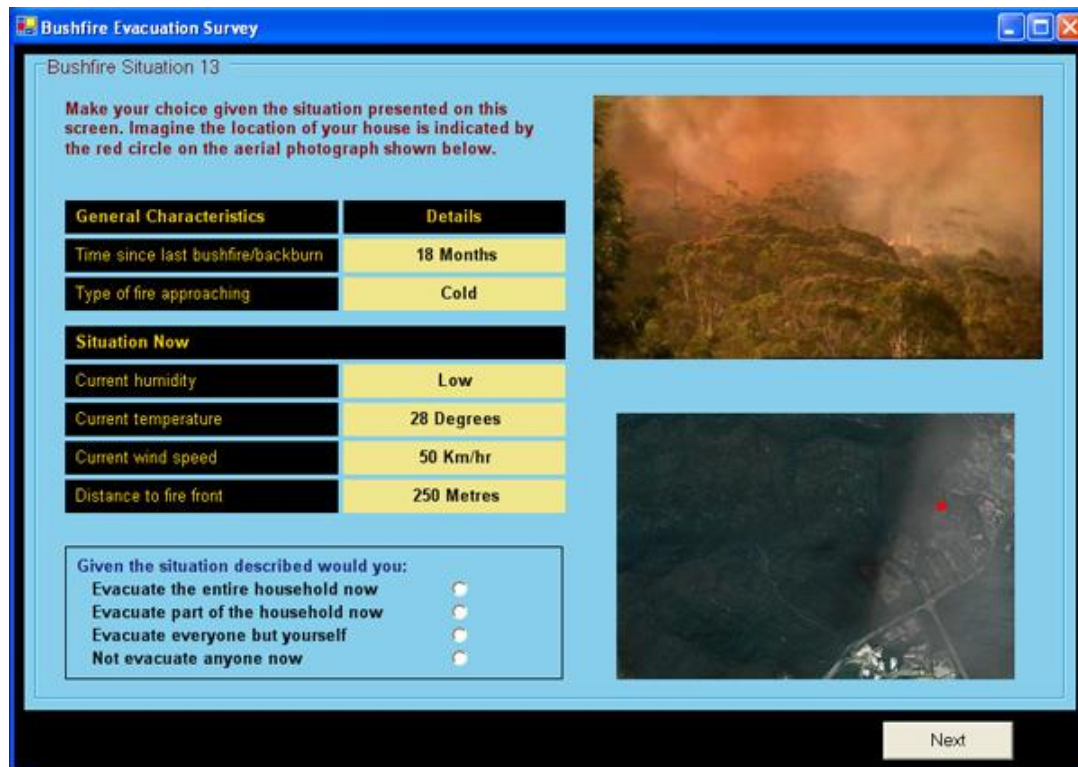 Bushfire Evacuation Survey
Bushfire Situation 13
Make your choice given the situation presented on this
screen. Imagine the location of your house is indicated by
the red circle on the aerial photograph shown below.
General Characteristics Details
Time since last bushfire/backburn 18 Months
Type of fire approaching Cold
Situation Now
Current humidity Low
Current temperature 28 Degrees
Current wind speed 50 Km/hr
Distance to fire front 250 Metres
Given the situation described would you:
Evacuate the entire household now
Evacuate part of the household now
Evacuate everyone but yourself
Not evacuate anyone now
Next